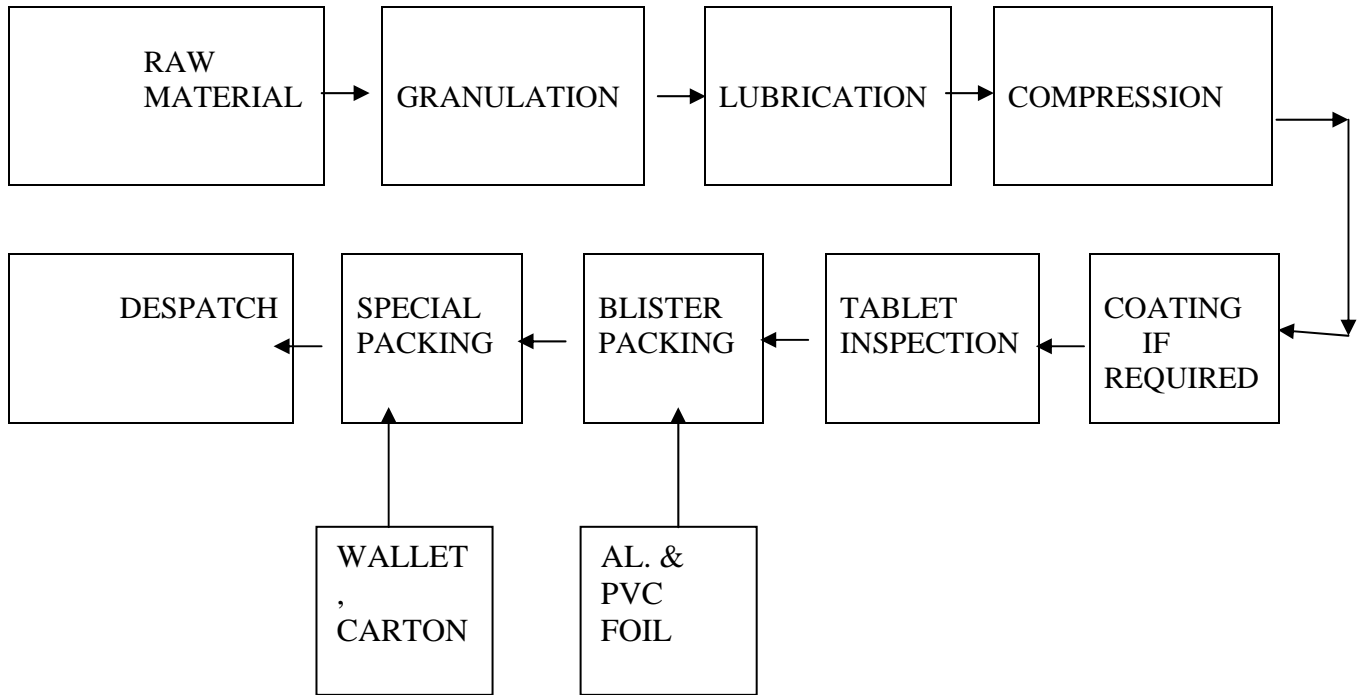 RAW
MATERIAL
GRANULATION
LUBRICATION
COMPRESSION
COATING
IF
REQUIRED
TABLET
INSPECTION
BLISTER
PACKING
SPECIAL
PACKING
DESPATCH
WALLET
,
CARTON
AL. &
PVC
FOIL